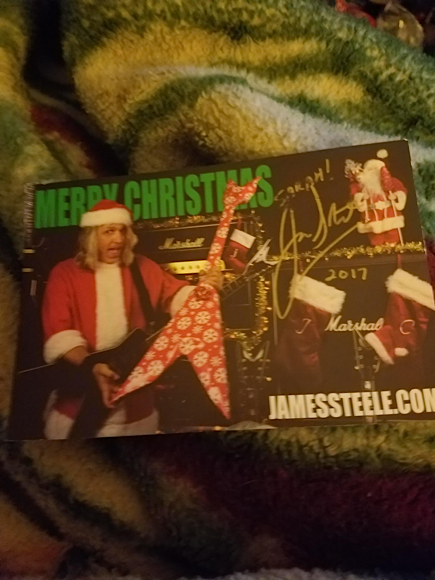 MERRY CHRISTMAS
SARAH!
2017
Marshall
J
Marshall
C
JAMESSTEELE.COM